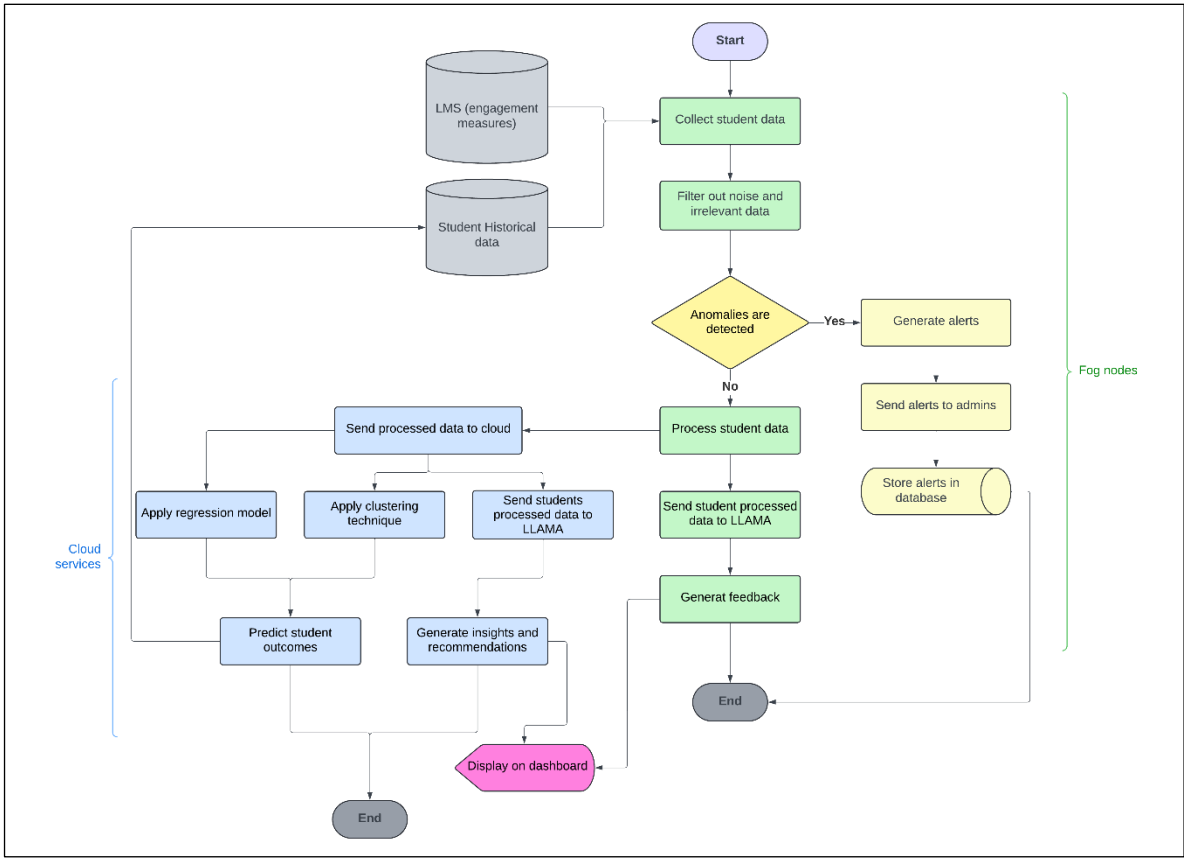 Start
LMS (engagement
measures)
Collect student data
Filter out noise and
irrelevant data
Student Historical
data
Anomalies are
detected
Yes
Generate alerts
No
Fog nodes
Send alerts to admins
Send processed data to cloud
Process student data
Store alerts in
database
Apply regression model
Apply clustering
technique
Send students
processed data to
LLAMA
Send student processed
data to LLAMA
Cloud
services
Generat feedback
Predict student
outcomes
Generate insights and
recommendations
End
Display on dashboard
End